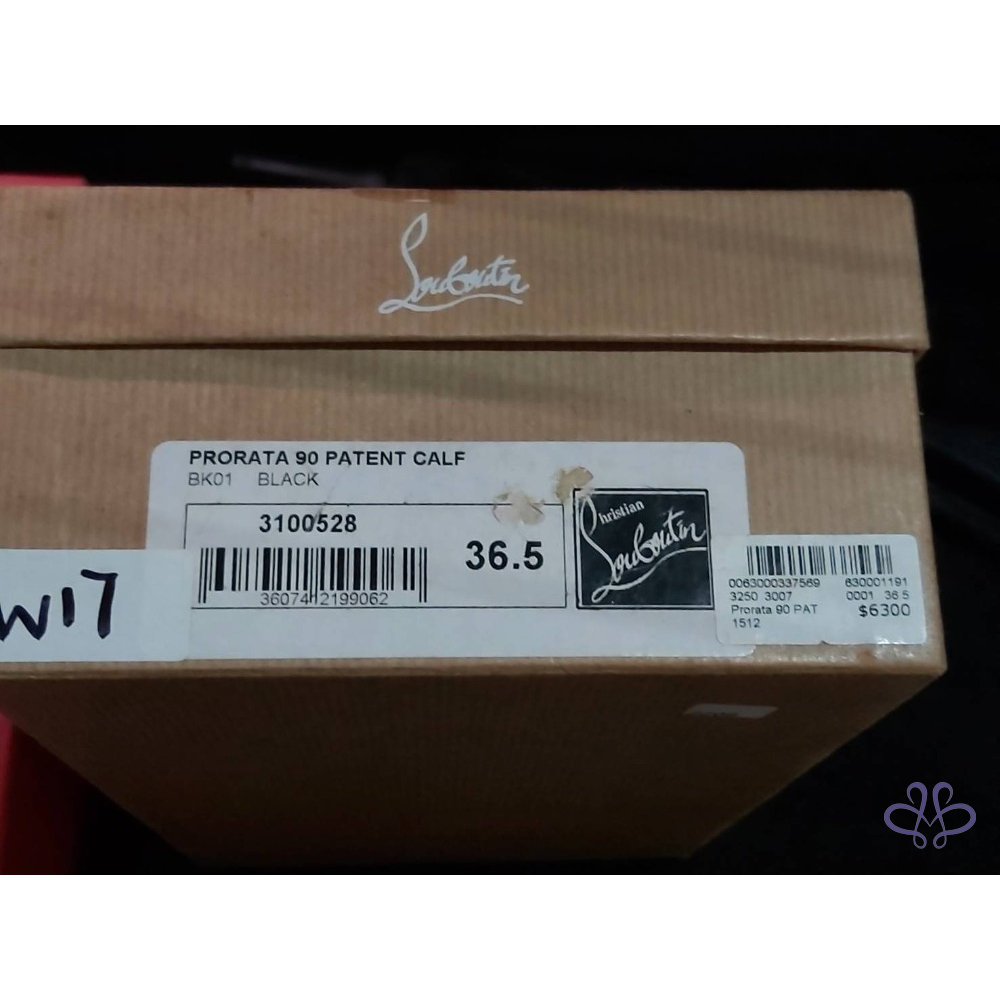 Louboutin
PRORATA 90 PATENT CALF
BK01 BLACK
3100528
36.5
3607412199062
Christian
Louboutin
W17
0063000337569 630001191
3250 3007 0001 36.5
Prorata 90 PAT $6300
1512